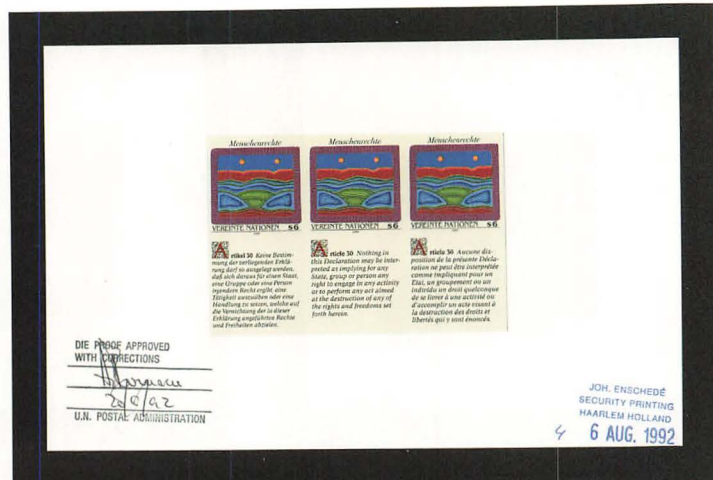 Menschenrechte
VEREINTE NATIONEN S6
Artikel 30 Keine Bestim-
mung der vorliegenden Erklä-
rung darf so ausgelegt werden,
daß sich daraus für einen Staat,
eine Gruppe oder eine Person
irgendein Recht ergibt, eine
Tätigkeit auszuüben oder eine
Handlung zu setzen, welche auf
die Vernichtung der in dieser
Erklärung angeführten Rechte
und Freiheiten abzielen.
Menschenrechte
VEREINTE NATIONEN S6
Article 30 Nothing in
this Declaration may be inter-
preted as implying for any
State, group or person any
right to engage in any activity
or to perform any act aimed
at the destruction of any of
the rights and freedoms set
forth herein.
Menschenrechte
VEREINTE NATIONEN S6
Article 30 Aucune dis-
position de la présente Décla-
ration ne peut être interprétée
comme impliquant pour un
Etat, un groupement ou un
individu un droit quelconque
de se livrer à une activité ou
d'accomplir un acte visant à
la destruction des droits et
libertés qui y sont énoncés.
DIE PROOF APPROVED
WITH CORRECTIONS
U.N. POSTAL ADMINISTRATION
JOH. ENSCHEDÉ
SECURITY PRINTING
HAARLEM HOLLAND
4 6 AUG. 1992